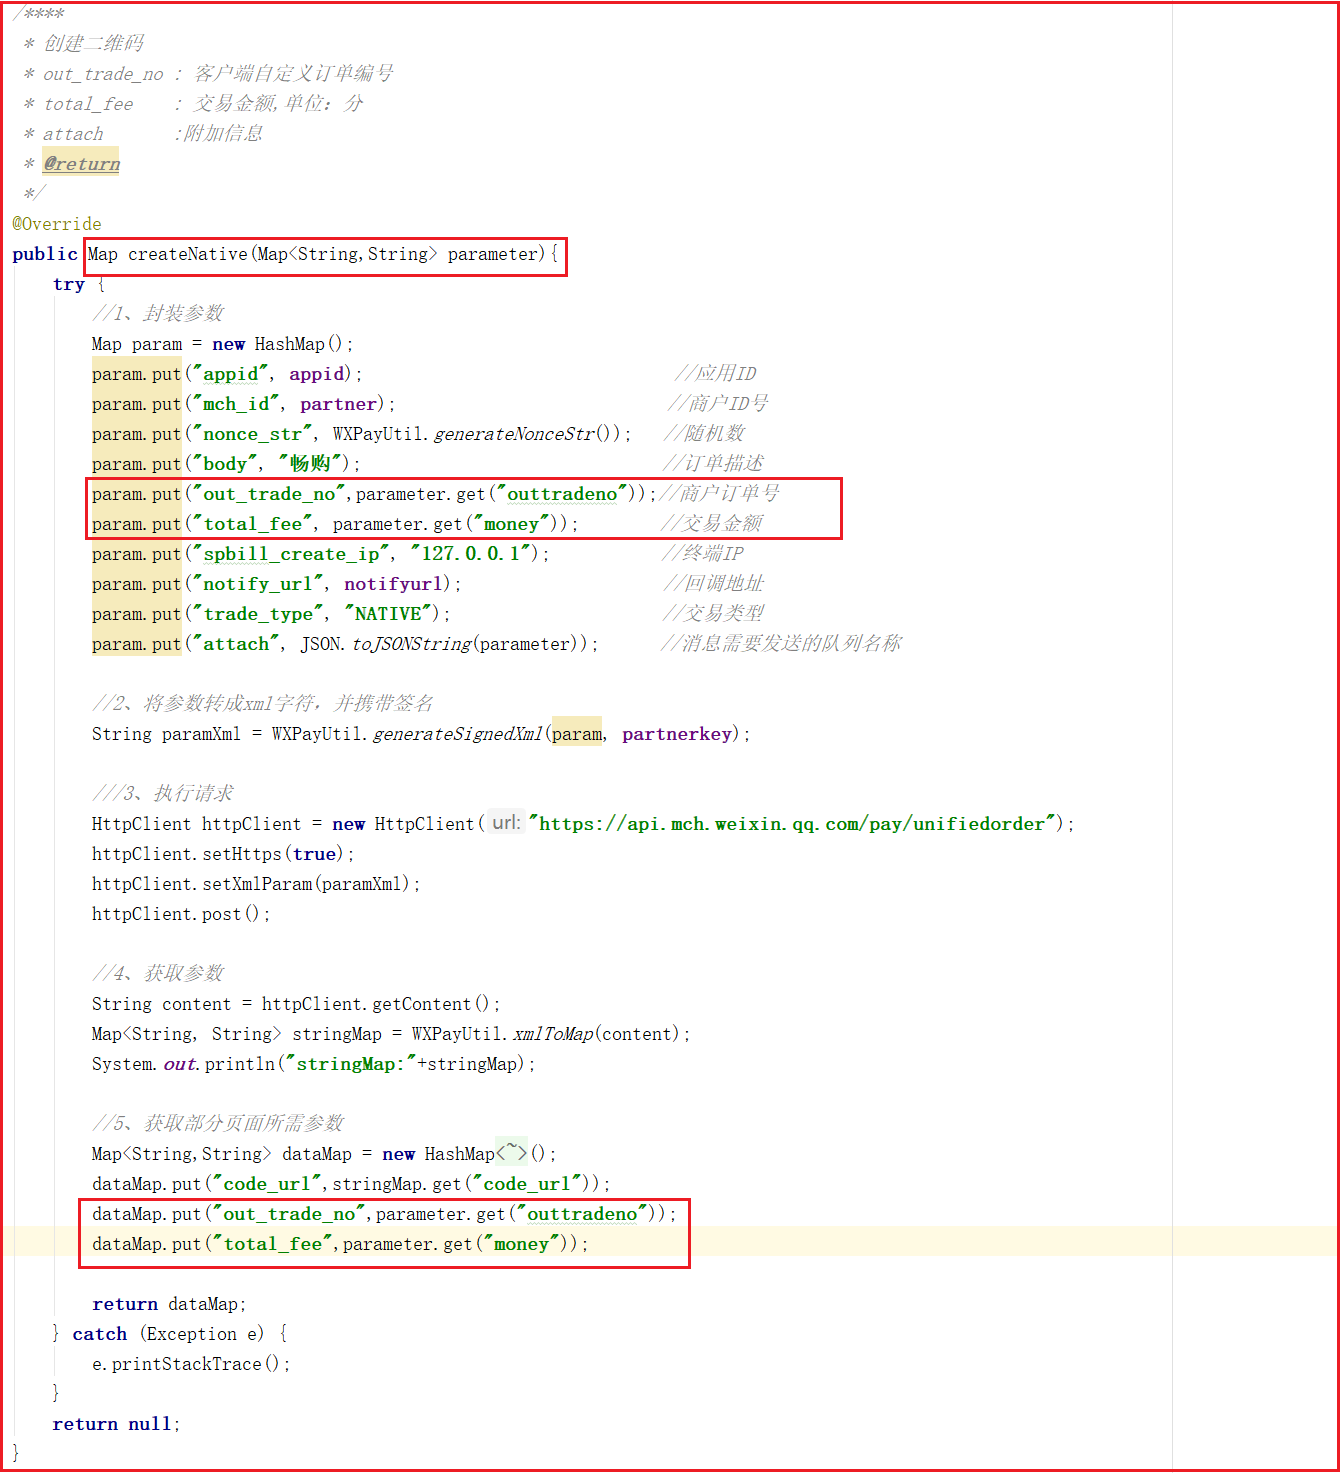 /****
 * 创建二维码
 * out_trade_no : 客户端自定义订单编号
 * total_fee    : 交易金额,单位：分
 * attach       :附加信息
 * @return
 */
@Override
public Map createNative(Map<String,String> parameter){
    try {
        //1、封装参数
        Map param = new HashMap();
        param.put("appid", appid);                               //应用ID
        param.put("mch_id", partner);                           //商户ID号
        param.put("nonce_str", WXPayUtil.generateNonceStr());   //随机数
        param.put("body", "畅购");                              //订单描述
        param.put("out_trade_no",parameter.get("outtradeno"));//商户订单号
        param.put("total_fee", parameter.get("money"));        //交易金额
        param.put("spbill_create_ip", "127.0.0.1");           //终端IP
        param.put("notify_url", notifyurl);                    //回调地址
        param.put("trade_type", "NATIVE");                     //交易类型
        param.put("attach", JSON.toJSONString(parameter));      //消息需要发送的队列名称

        //2、将参数转成xml字符，并携带签名
        String paramXml = WXPayUtil.generateSignedXml(param, partnerkey);

        ///3、执行请求
        HttpClient httpClient = new HttpClient( url: "https://api.mch.weixin.qq.com/pay/unifiedorder");
        httpClient.setHttps(true);
        httpClient.setXmlParam(paramXml);
        httpClient.post();

        //4、获取参数
        String content = httpClient.getContent();
        Map<String, String> stringMap = WXPayUtil.xmlToMap(content);
        System.out.println("stringMap:"+stringMap);

        //5、获取部分页面所需参数
        Map<String,String> dataMap = new HashMap<~>();
        dataMap.put("code_url",stringMap.get("code_url"));
        dataMap.put("out_trade_no",parameter.get("outtradeno"));
        dataMap.put("total_fee",parameter.get("money"));

        return dataMap;
    } catch (Exception e) {
        e.printStackTrace();
    }
    return null;
}